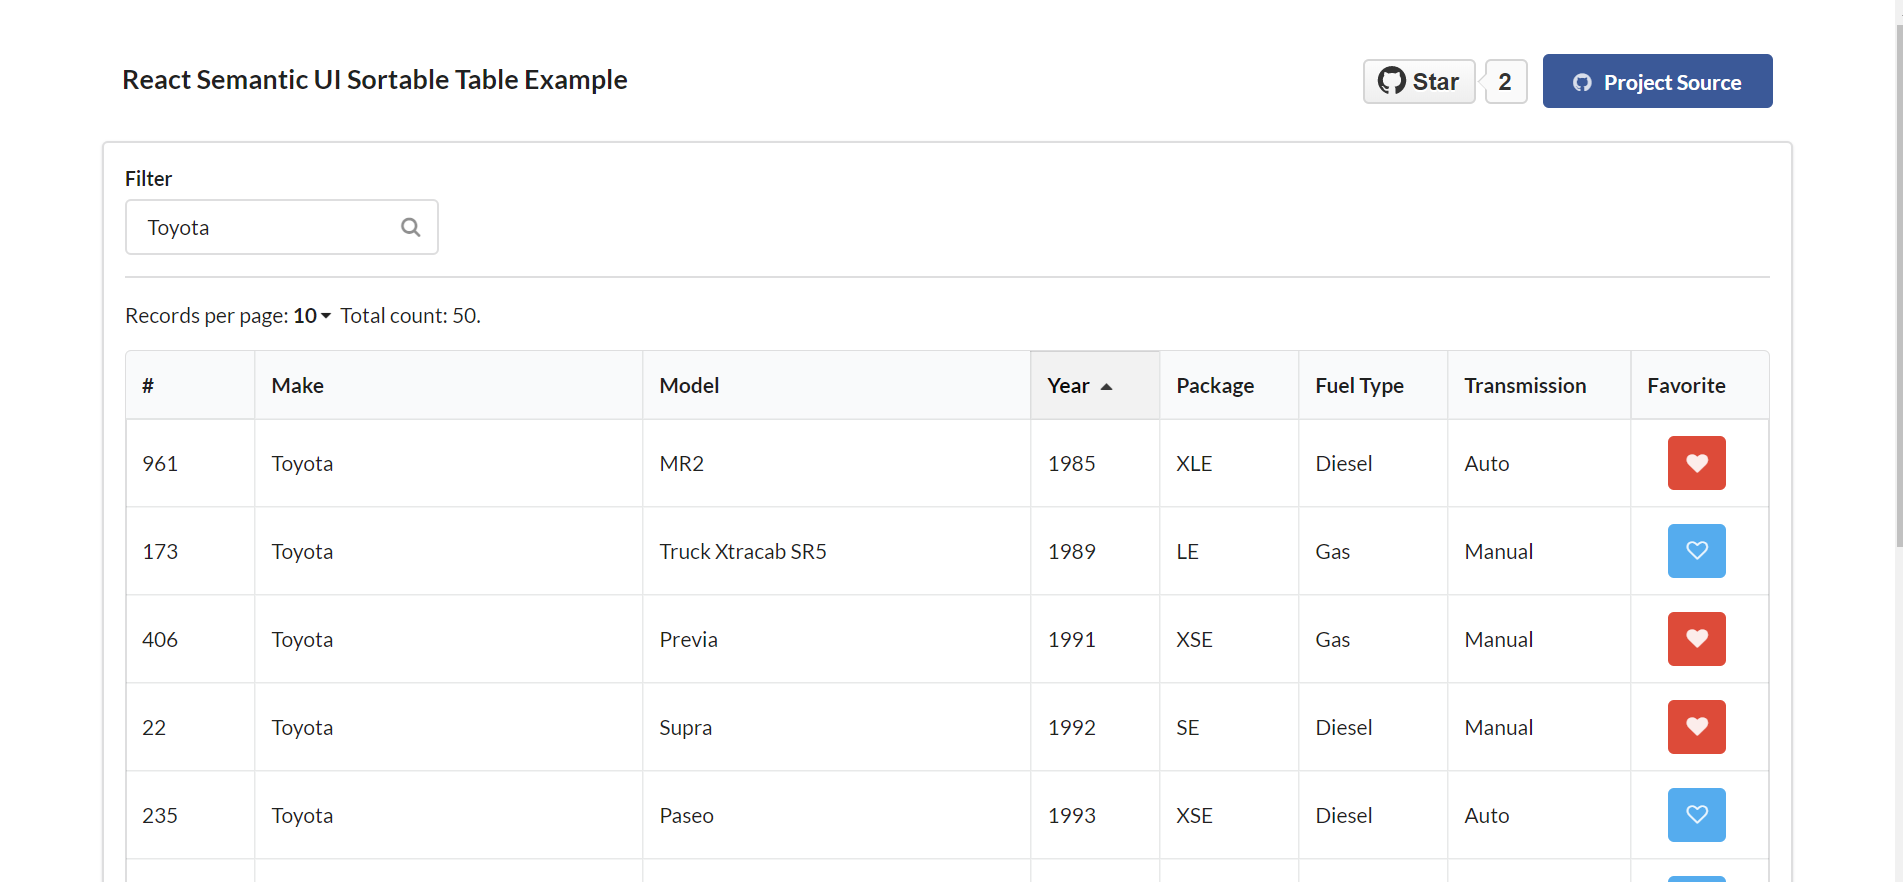 React Semantic UI Sortable Table Example
Star 2 Project Source
Filter
Toyota
Records per page: 10 Total count: 50.
# Make Model Year Package Fuel Type Transmission Favorite
961 Toyota MR2 1985 XLE Diesel Auto
173 Toyota Truck Xtracab SR5 1989 LE Gas Manual
406 Toyota Previa 1991 XSE Gas Manual
22 Toyota Supra 1992 SE Diesel Manual
235 Toyota Paseo 1993 XSE Diesel Auto